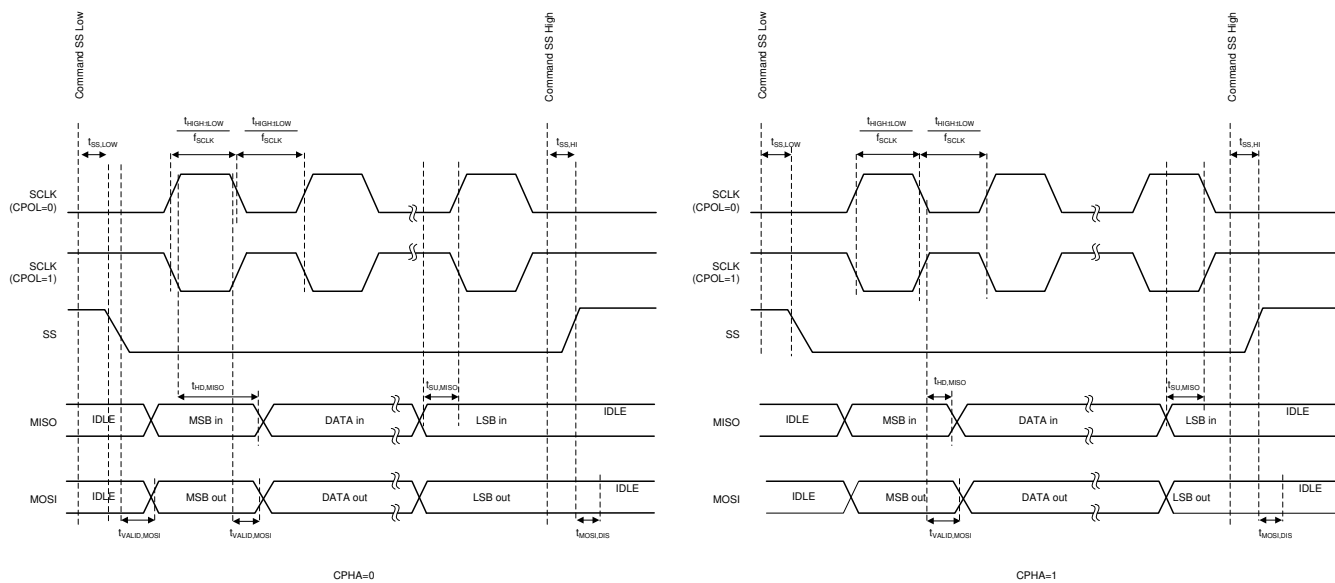 Command SS Low
Command SS High
tHIGH:tLOW
fSCLK
tHIGH:tLOW
fSCLK
tSS,LOW
tSS,HI
SCLK
(CPOL=0)
SCLK
(CPOL=1)
SS
tHD,MISO
tSU,MISO
MISO
IDLE
MSB in
DATA in
LSB in
IDLE
MOSI
IDLE
MSB out
DATA out
LSB out
IDLE
tVALID,MOSI
tVALID,MOSI
tMOSI,DIS
CPHA=0
Command SS Low
Command SS High
tHIGH:tLOW
fSCLK
tHIGH:tLOW
fSCLK
tSS,LOW
tSS,HI
SCLK
(CPOL=0)
SCLK
(CPOL=1)
SS
tHD,MISO
tSU,MISO
MISO
IDLE
MSB in
DATA in
LSB in
IDLE
MOSI
IDLE
MSB out
DATA out
LSB out
IDLE
tVALID,MOSI
tMOSI,DIS
CPHA=1